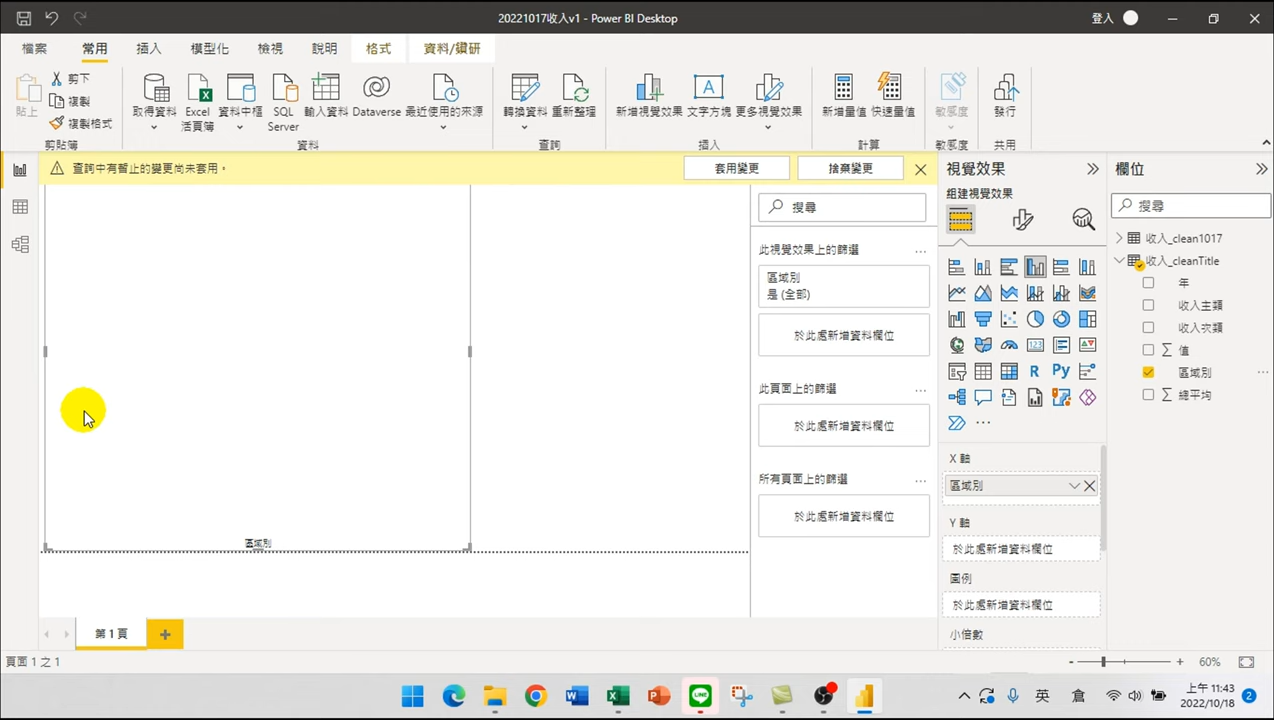 20221017收入v1 - Power BI Desktop
登入
檔案
常用
插入
模型化
檢視
說明
格式
資料/鑽研
貼上
剪下
複製
複製格式
剪貼簿
取得資料
Excel
活頁簿
資料中樞
SQL
Server
輸入資料
Dataverse
最近使用的來源
資料
轉換資料
重新整理
查詢
新增視覺效果
文字方塊
更多視覺效果
插入
新增量值
快速量值
計算
敏感度
敏感度
發行
共用
查詢中有暫止的變更尚未套用。
套用變更
捨棄變更
區域別
搜尋
此視覺效果上的篩選
區域別
是 (全部)
於此處新增資料欄位
此頁面上的篩選
於此處新增資料欄位
所有頁面上的篩選
於此處新增資料欄位
視覺效果
組建視覺效果
123
R
Py
X 軸
區域別
Y 軸
於此處新增資料欄位
圖例
於此處新增資料欄位
小倍數
欄位
搜尋
收入_clean1017
收入_cleanTitle
年
收入主類
收入次類
∑ 值
區域別
∑ 總平均
第 1 頁
頁面 1 之 1
- + 60%
英
倉
上午 11:43
2022/10/18
2